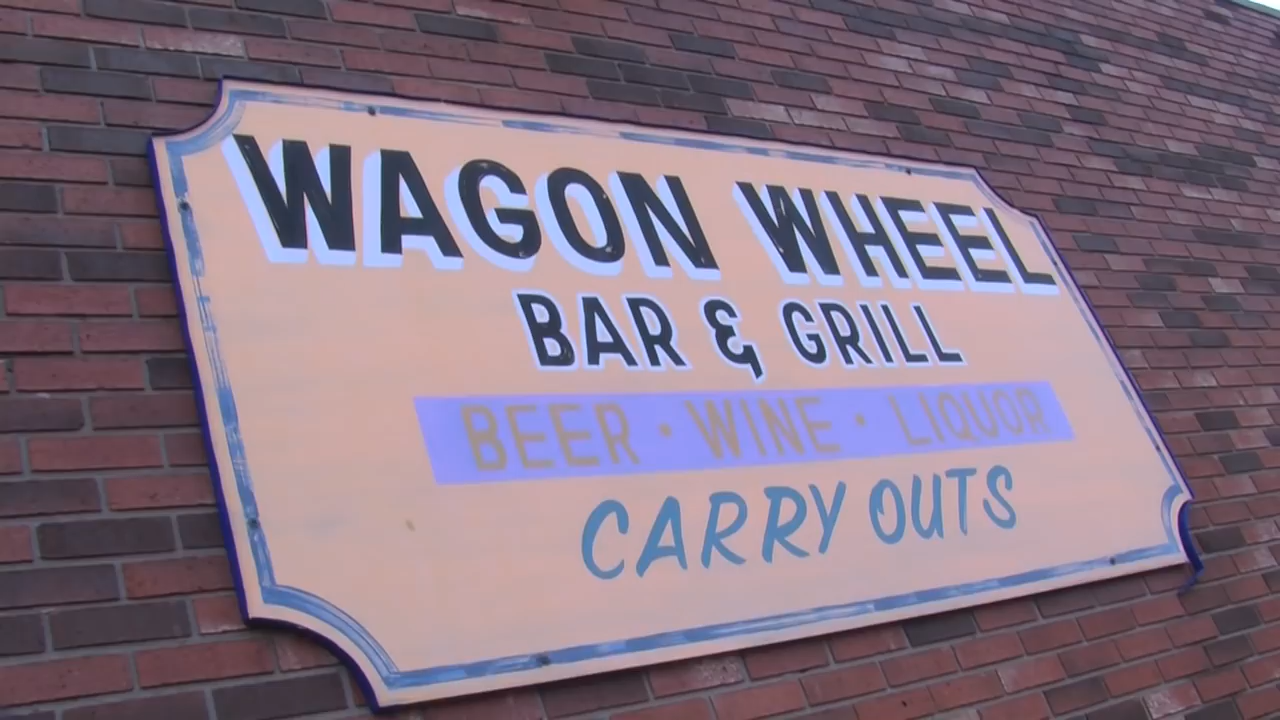 WAGON WHEEL
BAR & GRILL
BEER · WINE · LIQUOR
CARRY OUTS